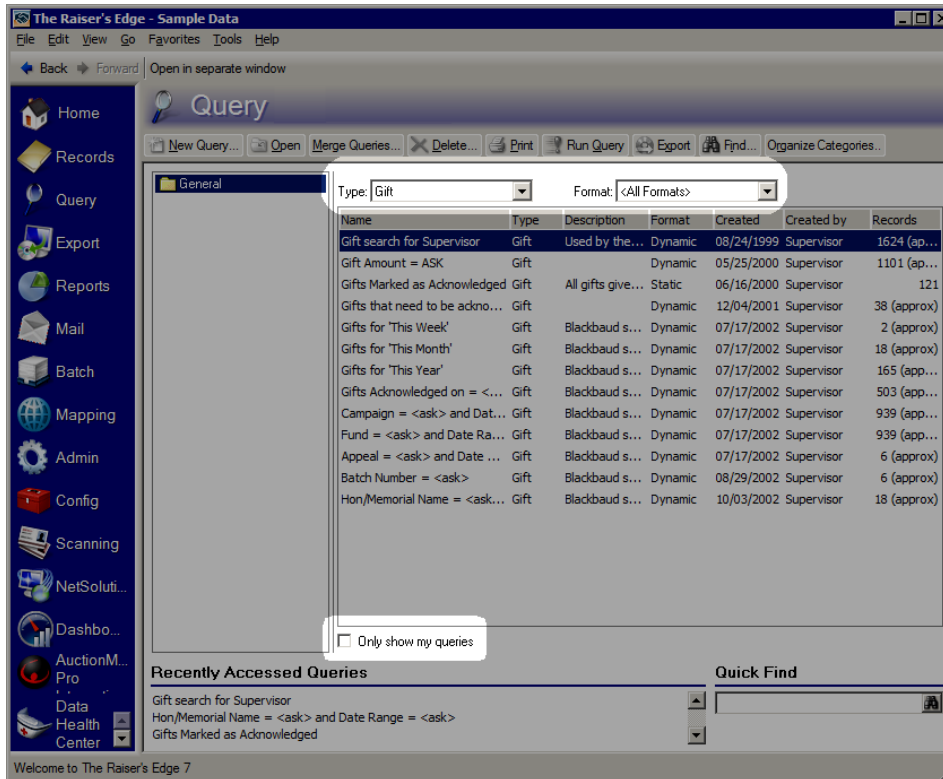 The Raiser's Edge - Sample Data
File Edit View Go Favorites Tools Help
Back Forward Open in separate window
Home
Records
Query
Export
Reports
Mail
Batch
Mapping
Admin
Config
Scanning
NetSoluti...
Dashbo...
AuctionM...
Pro
Data
Health
Center
Query
New Query... Open Merge Queries... Delete... Print Run Query Export Find... Organize Categories..
General
Type: Gift Format: <All Formats>
Name Type Description Format Created Created by Records
Gift search for Supervisor Gift Used by the... Dynamic 08/24/1999 Supervisor 1624 (ap...
Gift Amount = ASK Gift Dynamic 05/25/2000 Supervisor 1101 (ap...
Gifts Marked as Acknowledged Gift All gifts give... Static 06/16/2000 Supervisor 121
Gifts that need to be ackno... Gift Dynamic 12/04/2001 Supervisor 38 (approx)
Gifts for 'This Week' Gift Blackbaud s... Dynamic 07/17/2002 Supervisor 2 (approx)
Gifts for 'This Month' Gift Blackbaud s... Dynamic 07/17/2002 Supervisor 18 (approx)
Gifts for 'This Year' Gift Blackbaud s... Dynamic 07/17/2002 Supervisor 165 (app...
Gifts Acknowledged on = <... Gift Blackbaud s... Dynamic 07/17/2002 Supervisor 503 (app...
Campaign = <ask> and Dat... Gift Blackbaud s... Dynamic 07/17/2002 Supervisor 939 (app...
Fund = <ask> and Date Ra... Gift Blackbaud s... Dynamic 07/17/2002 Supervisor 939 (app...
Appeal = <ask> and Date ... Gift Blackbaud s... Dynamic 07/17/2002 Supervisor 6 (approx)
Batch Number = <ask> Gift Blackbaud s... Dynamic 08/29/2002 Supervisor 6 (approx)
Hon/Memorial Name = <ask... Gift Blackbaud s... Dynamic 10/03/2002 Supervisor 18 (approx)
Only show my queries
Recently Accessed Queries
Gift search for Supervisor
Hon/Memorial Name = <ask> and Date Range = <ask>
Gifts Marked as Acknowledged
Quick Find
Welcome to The Raiser's Edge 7